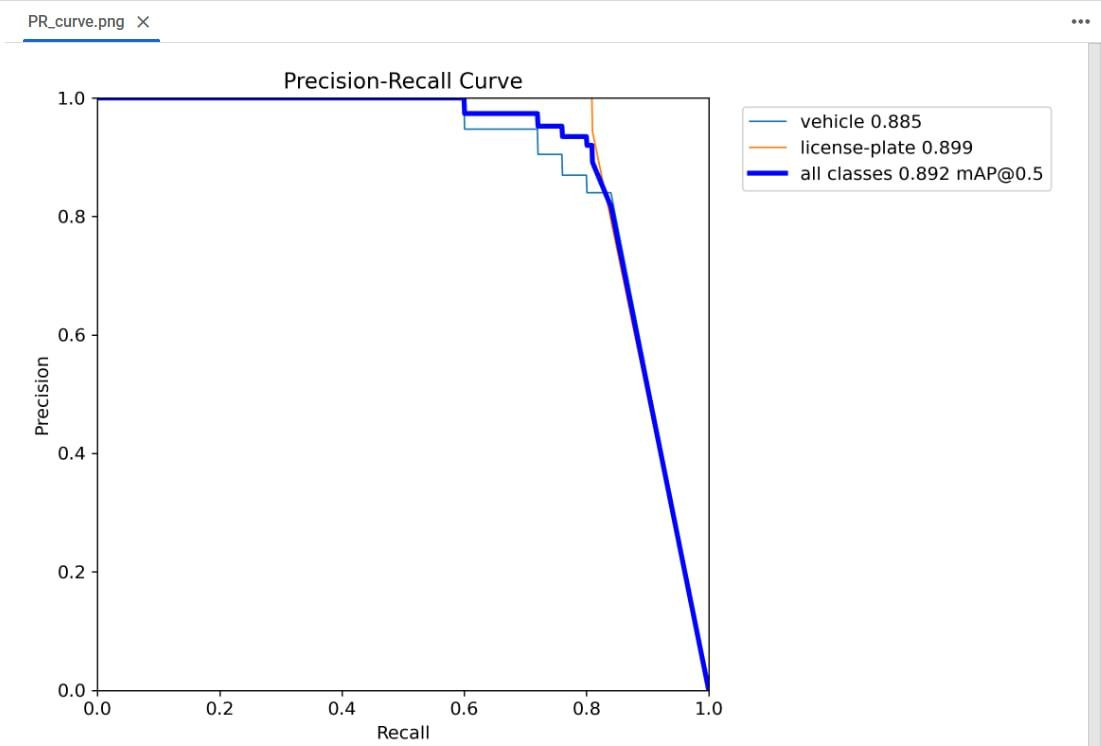 PR_curve.png
Precision-Recall Curve
1.0
0.8
0.6
0.4
0.2
0.0
Precision
0.0 0.2 0.4 0.6 0.8 1.0
Recall
vehicle 0.885
license-plate 0.899
all classes 0.892 mAP@0.5